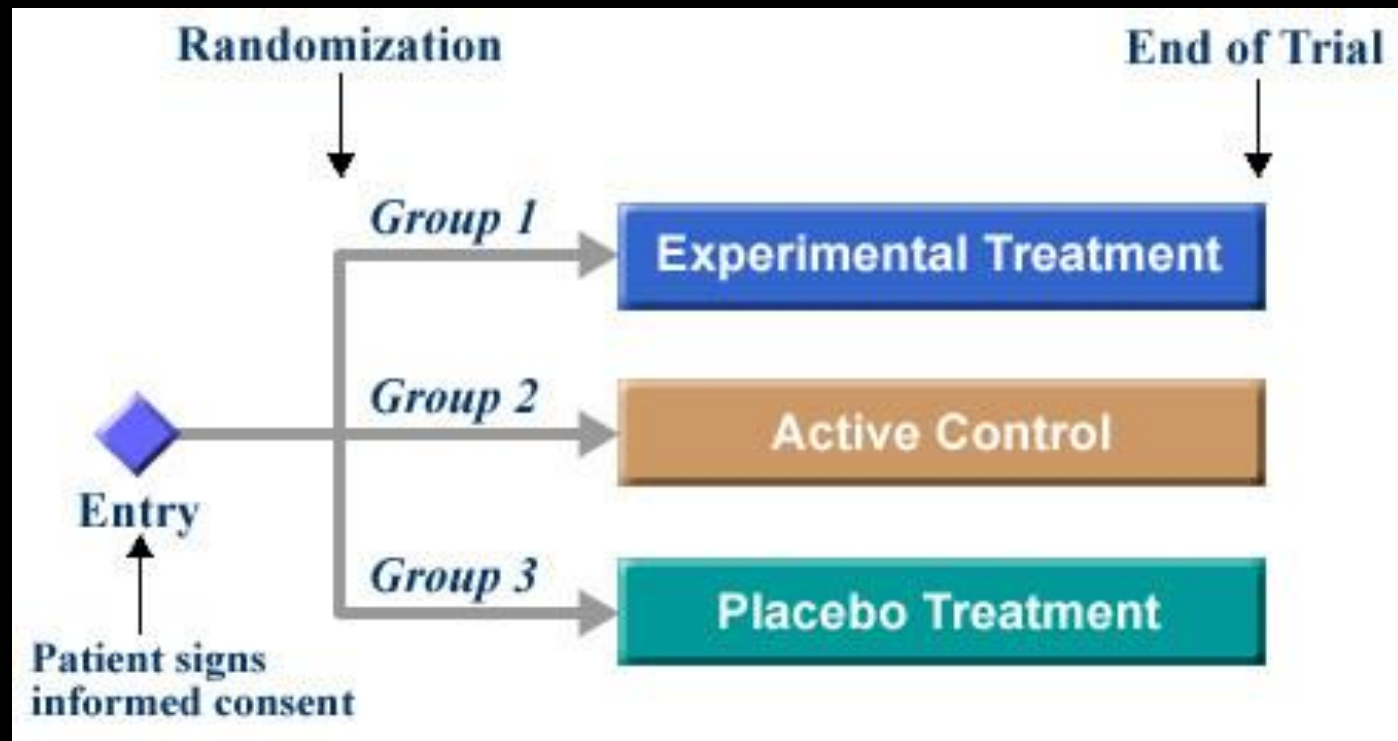 Randomization
End of Trial
Group 1
Experimental Treatment
Group 2
Active Control
Entry
Group 3
Placebo Treatment
Patient signs
informed consent